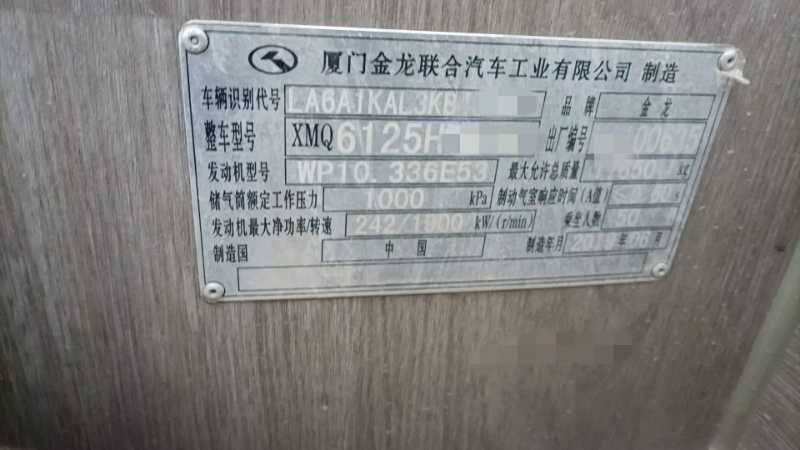 厦门金龙联合汽车工业有限公司 制造
车辆识别代号 LA6A1KAL3KB 品牌 金龙
整车型号 XMQ6125H 出厂编号
发动机型号 WP10.336E53 最大允许总质量
储气筒额定工作压力 1000 kPa 制动气室响应时间(A值) s
发动机最大净功率/转速 242/1900 kW/(r/min) 乘坐人数 50
制造国 中国 制造年月 年 月